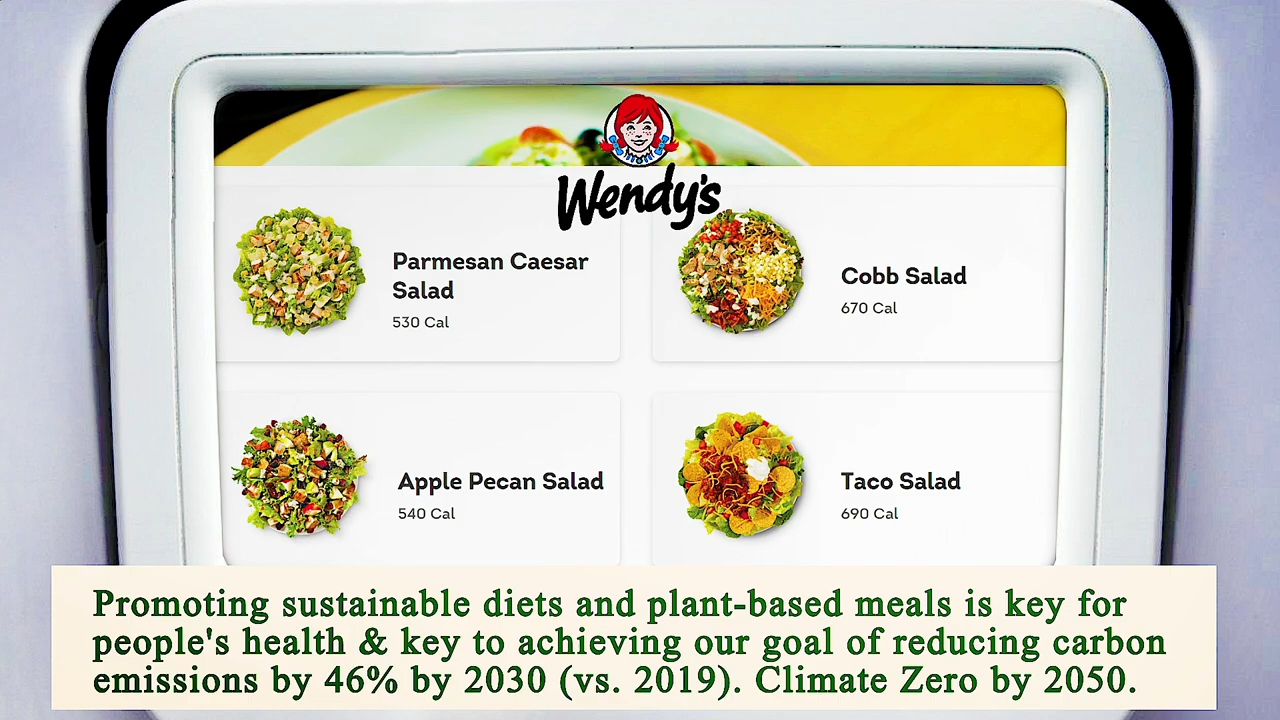 Wendy's
Parmesan Caesar
Salad
530 Cal
Cobb Salad
670 Cal
Apple Pecan Salad
540 Cal
Taco Salad
690 Cal
Promoting sustainable diets and plant-based meals is key for
people's health & key to achieving our goal of reducing carbon
emissions by 46% by 2030 (vs. 2019). Climate Zero by 2050.